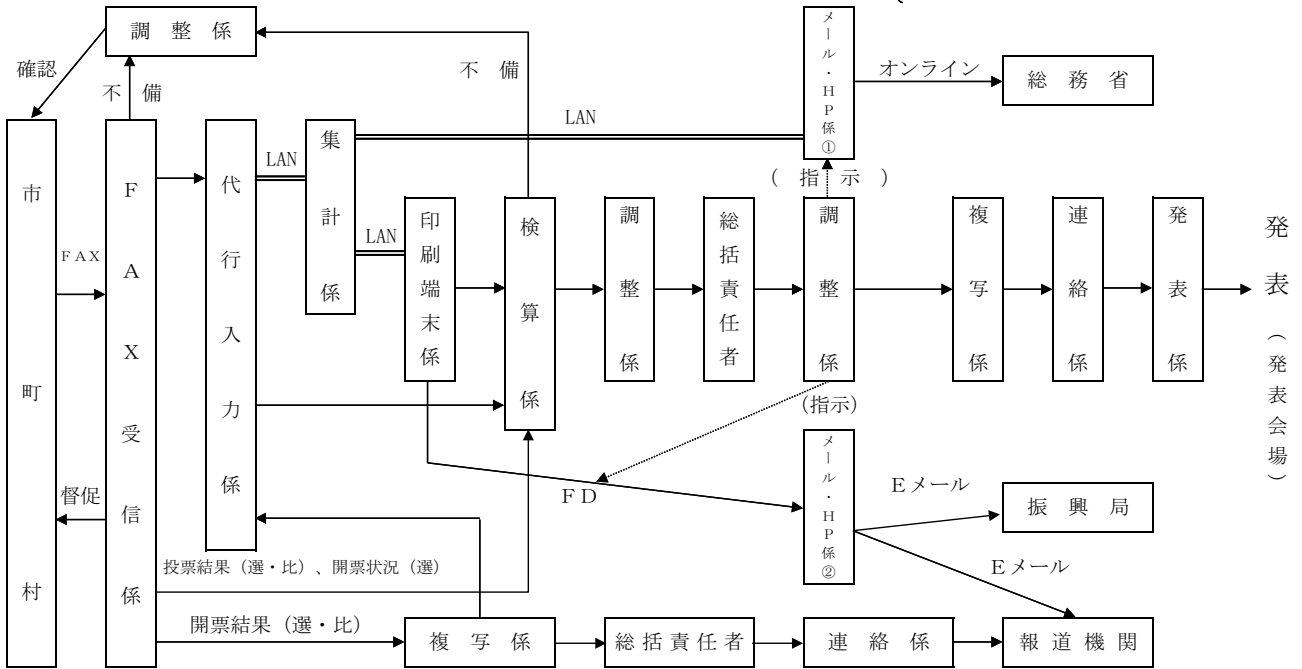 調整係
確認
不備
不備
メール・HP係①
オンライン
総務省
LAN
市町村
FAX受信係
代行入力係
LAN
集計係
(指示)
FAX
LAN
印刷端末係
検算係
調整係
総括責任者
調整係
複写係
連絡係
発表係
発表(発表会場)
(指示)
督促
FD
メール・HP係②
Eメール
振興局
Eメール
投票結果(選・比)、開票状況(選)
開票結果(選・比)
複写係
総括責任者
連絡係
報道機関